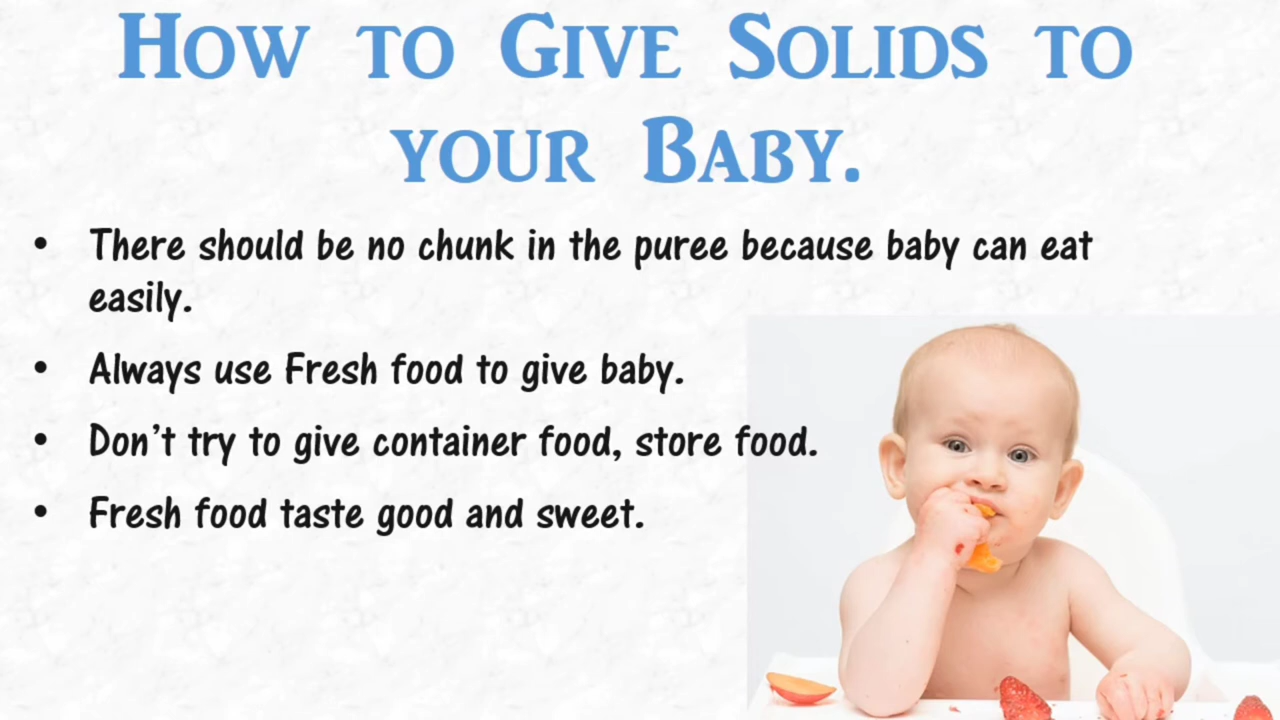 How to Give Solids to
your Baby.
• There should be no chunk in the puree because baby can eat
easily.
• Always use Fresh food to give baby.
• Don't try to give container food, store food.
• Fresh food taste good and sweet.